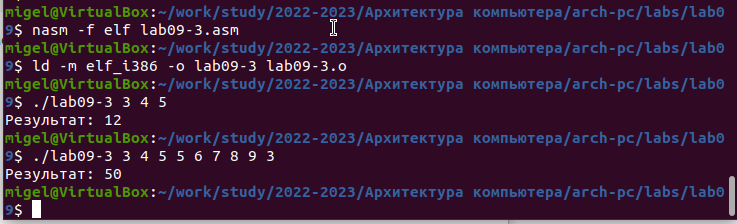 migel@VirtualBox:~/work/study/2022-2023/Архитектура компьютера/arch-pc/labs/lab0
9$ nasm -f elf lab09-3.asm
migel@VirtualBox:~/work/study/2022-2023/Архитектура компьютера/arch-pc/labs/lab0
9$ ld -m elf_i386 -o lab09-3 lab09-3.o
migel@VirtualBox:~/work/study/2022-2023/Архитектура компьютера/arch-pc/labs/lab0
9$ ./lab09-3 3 4 5
Результат: 12
migel@VirtualBox:~/work/study/2022-2023/Архитектура компьютера/arch-pc/labs/lab0
9$ ./lab09-3 3 4 5 5 6 7 8 9 3
Результат: 50
migel@VirtualBox:~/work/study/2022-2023/Архитектура компьютера/arch-pc/labs/lab0
9$